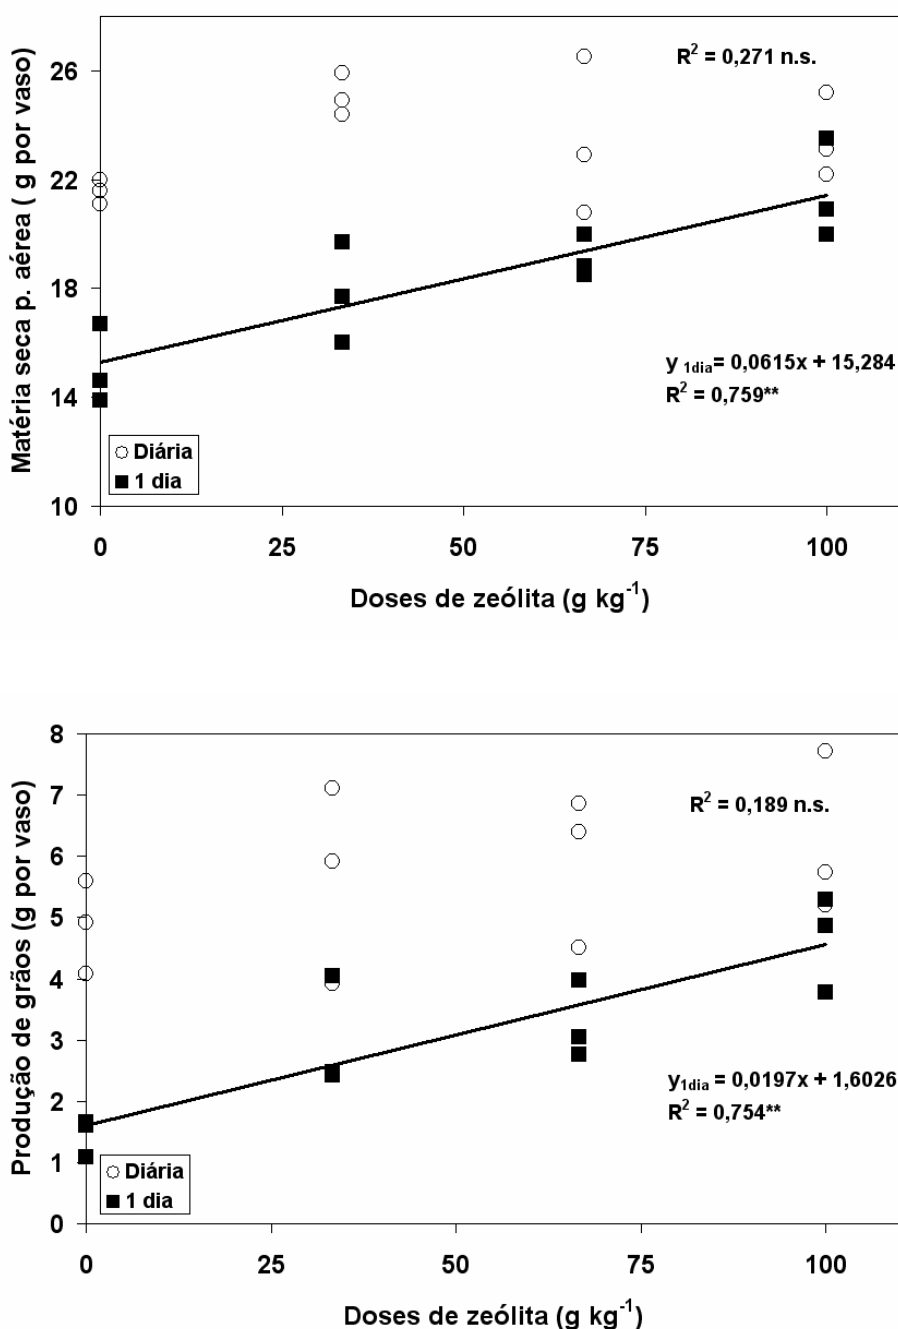 Matéria seca p. aérea ( g por vaso)
26
22
18
14
10
R² = 0,271 n.s.
y 1dia= 0,0615x + 15,284
R² = 0,759**
Diária
1 dia
0 25 50 75 100
Doses de zeólita (g kg⁻¹)
Produção de grãos (g por vaso)
8
7
6
5
4
3
2
1
0
R² = 0,189 n.s.
y1dia = 0,0197x + 1,6026
R² = 0,754**
Diária
1 dia
0 25 50 75 100
Doses de zeólita (g kg⁻¹)